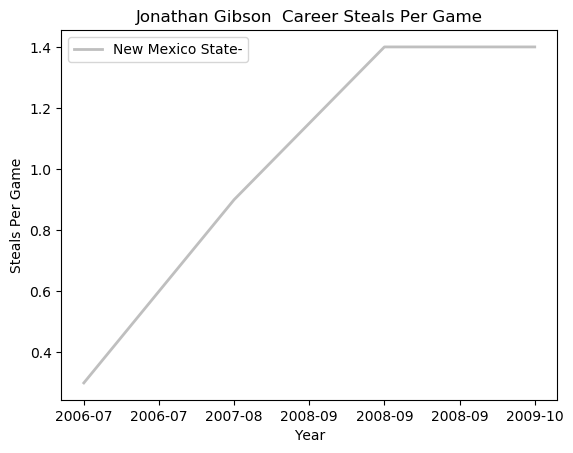 Jonathan Gibson  Career Steals Per Game
New Mexico State-
1.4
1.2
1.0
0.8
0.6
0.4
Steals Per Game
2006-07 2006-07 2007-08 2008-09 2008-09 2008-09 2009-10
Year